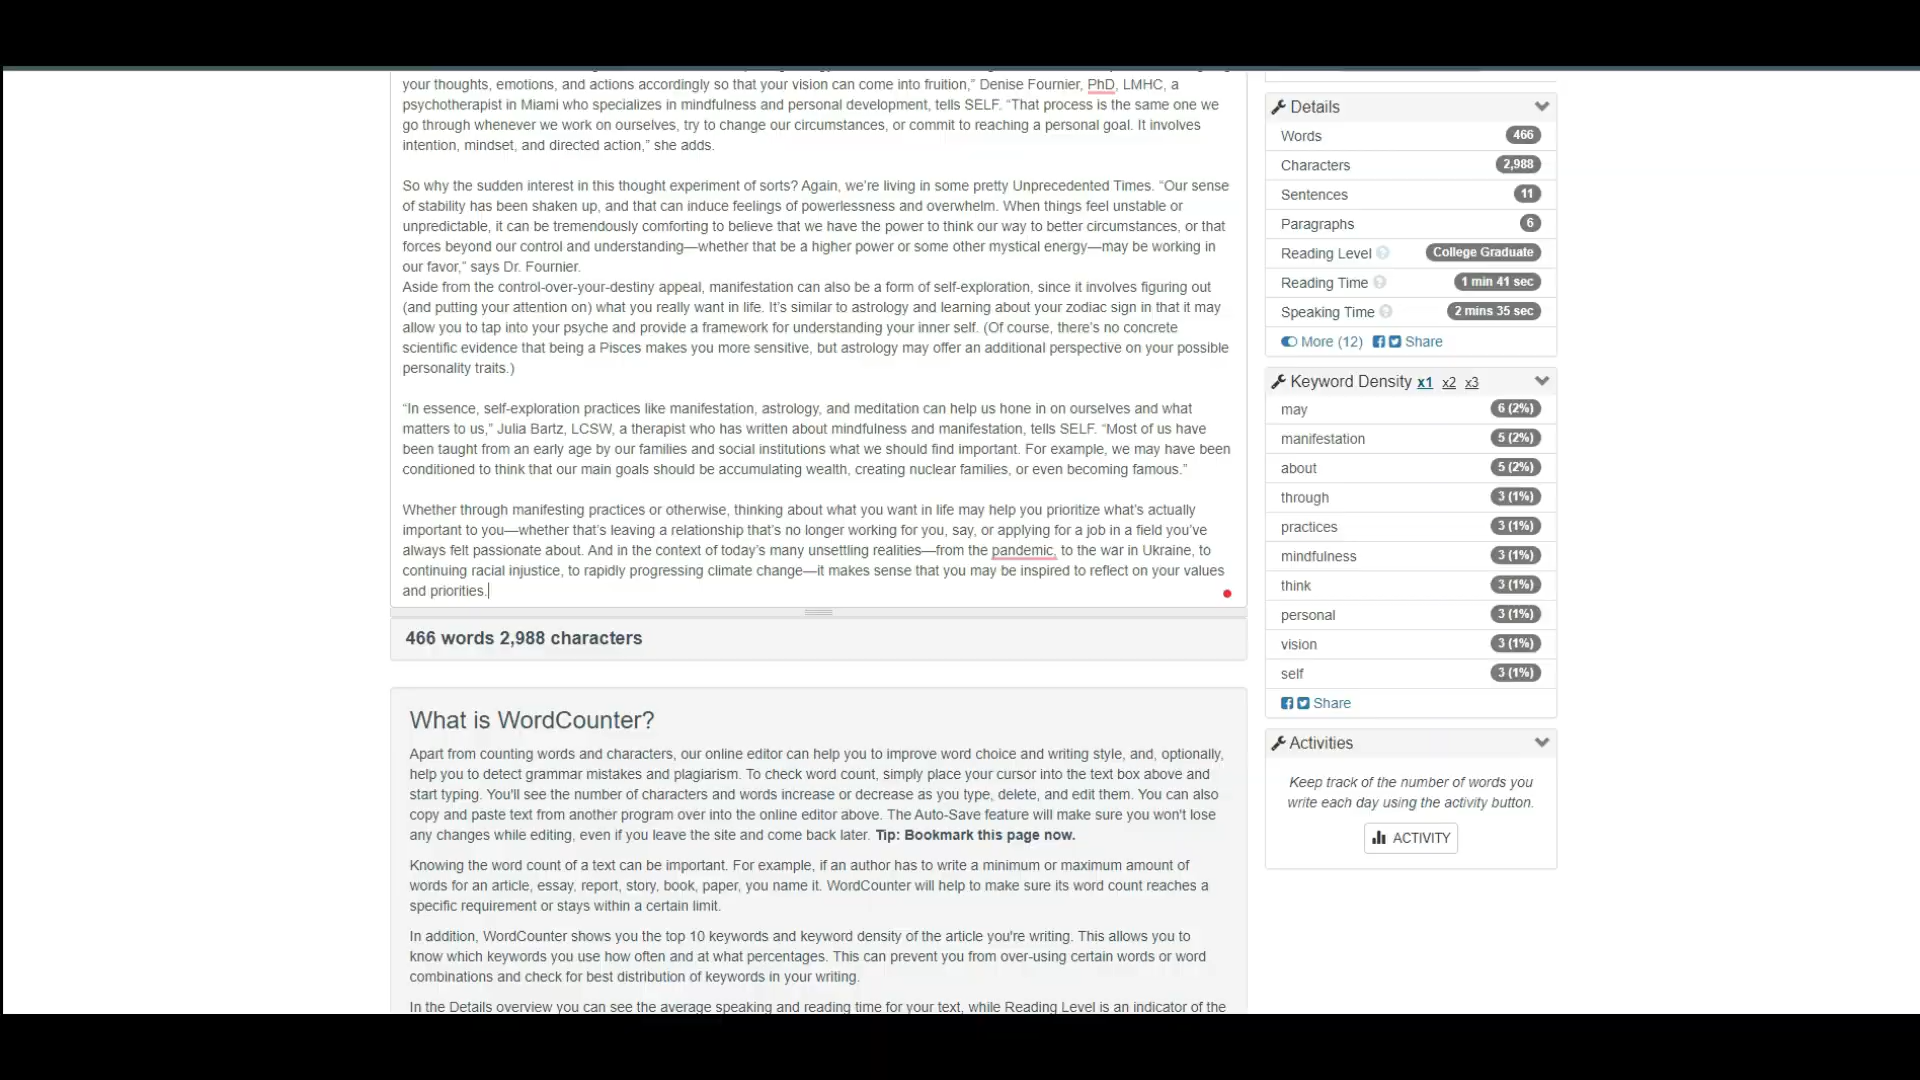 your thoughts, emotions, and actions accordingly so that your vision can come into fruition,” Denise Fournier, PhD, LMHC, a
psychotherapist in Miami who specializes in mindfulness and personal development, tells SELF. “That process is the same one we
go through whenever we work on ourselves, try to change our circumstances, or commit to reaching a personal goal. It involves
intention, mindset, and directed action,” she adds.
So why the sudden interest in this thought experiment of sorts? Again, we’re living in some pretty Unprecedented Times. “Our sense
of stability has been shaken up, and that can induce feelings of powerlessness and overwhelm. When things feel unstable or
unpredictable, it can be tremendously comforting to believe that we have the power to think our way to better circumstances, or that
forces beyond our control and understanding—whether that be a higher power or some other mystical energy—may be working in
our favor,” says Dr. Fournier.
Aside from the control-over-your-destiny appeal, manifestation can also be a form of self-exploration, since it involves figuring out
(and putting your attention on) what you really want in life. It’s similar to astrology and learning about your zodiac sign in that it may
allow you to tap into your psyche and provide a framework for understanding your inner self. (Of course, there’s no concrete
scientific evidence that being a Pisces makes you more sensitive, but astrology may offer an additional perspective on your possible
personality traits.)
“In essence, self-exploration practices like manifestation, astrology, and meditation can help us hone in on ourselves and what
matters to us,” Julia Bartz, LCSW, a therapist who has written about mindfulness and manifestation, tells SELF. “Most of us have
been taught from an early age by our families and social institutions what we should find important. For example, we may have been
conditioned to think that our main goals should be accumulating wealth, creating nuclear families, or even becoming famous.”
Whether through manifesting practices or otherwise, thinking about what you want in life may help you prioritize what’s actually
important to you—whether that’s leaving a relationship that’s no longer working for you, say, or applying for a job in a field you’ve
always felt passionate about. And in the context of today’s many unsettling realities—from the pandemic, to the war in Ukraine, to
continuing racial injustice, to rapidly progressing climate change—it makes sense that you may be inspired to reflect on your values
and priorities.
466 words 2,988 characters
What is WordCounter?
Apart from counting words and characters, our online editor can help you to improve word choice and writing style, and, optionally,
help you to detect grammar mistakes and plagiarism. To check word count, simply place your cursor into the text box above and
start typing. You'll see the number of characters and words increase or decrease as you type, delete, and edit them. You can also
copy and paste text from another program over into the online editor above. The Auto-Save feature will make sure you won't lose
any changes while editing, even if you leave the site and come back later. Tip: Bookmark this page now.
Knowing the word count of a text can be important. For example, if an author has to write a minimum or maximum amount of
words for an article, essay, report, story, book, paper, you name it. WordCounter will help to make sure its word count reaches a
specific requirement or stays within a certain limit.
In addition, WordCounter shows you the top 10 keywords and keyword density of the article you're writing. This allows you to
know which keywords you use how often and at what percentages. This can prevent you from over-using certain words or word
combinations and check for best distribution of keywords in your writing.
In the Details overview you can see the average speaking and reading time for your text, while Reading Level is an indicator of the
Details
Words 466
Characters 2,988
Sentences 11
Paragraphs 6
Reading Level College Graduate
Reading Time 1 min 41 sec
Speaking Time 2 mins 35 sec
More (12) Share
Keyword Density x1 x2 x3
may 6 (2%)
manifestation 5 (2%)
about 5 (2%)
through 3 (1%)
practices 3 (1%)
mindfulness 3 (1%)
think 3 (1%)
personal 3 (1%)
vision 3 (1%)
self 3 (1%)
Share
Activities
Keep track of the number of words you
write each day using the activity button.
ACTIVITY